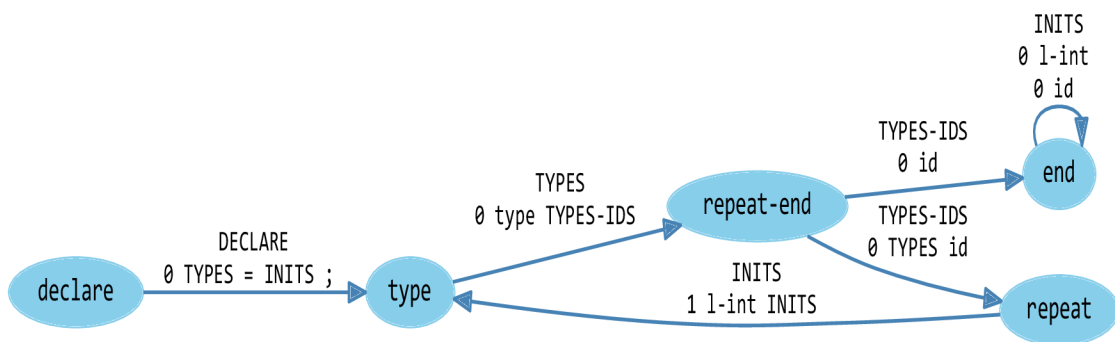 INITS
0 l-int
0 id
TYPES-IDS
0 id
end
TYPES
0 type TYPES-IDS
repeat-end
TYPES-IDS
0 TYPES id
DECLARE
0 TYPES = INITS ;
declare
type
INITS
1 l-int INITS
repeat